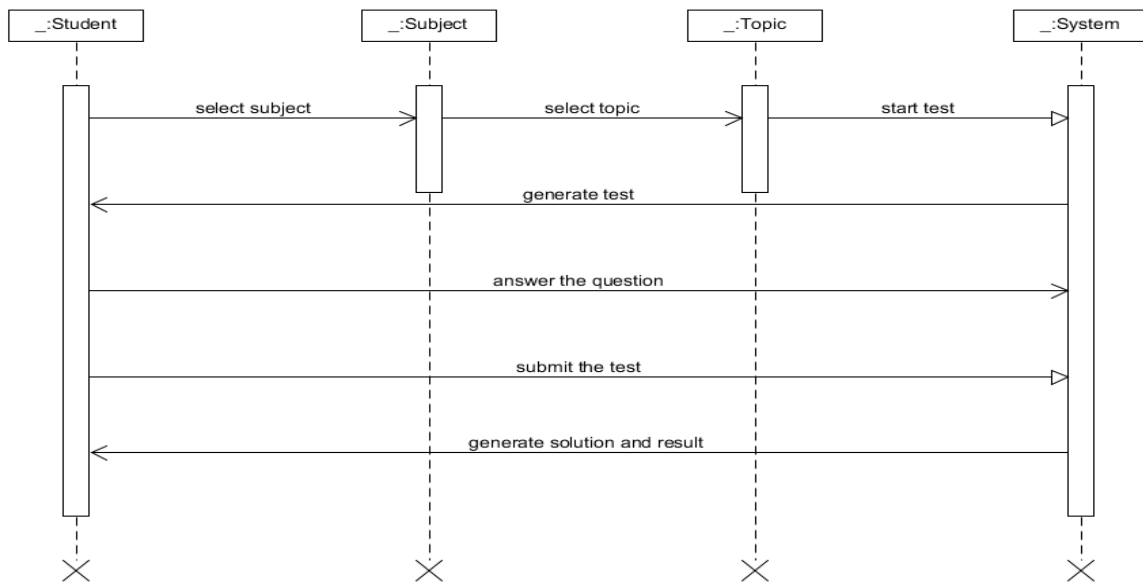 _:Student
_:Subject
_:Topic
_:System
select subject
select topic
start test
generate test
answer the question
submit the test
generate solution and result